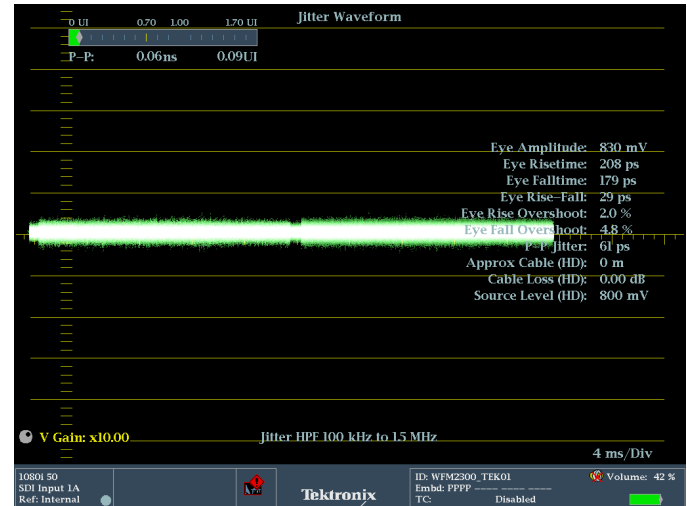 Jitter Waveform
0 UI 0.70 1.00 1.70 UI
P-P: 0.06ns 0.09UI
Eye Amplitude: 830 mV
Eye Risetime: 208 ps
Eye Falltime: 179 ps
Eye Rise-Fall: 29 ps
Eye Rise Overshoot: 2.0 %
Eye Fall Overshoot: 4.8 %
P-P Jitter: 61 ps
Approx Cable (HD): 0 m
Cable Loss (HD): 0.00 dB
Source Level (HD): 800 mV
V Gain: x10.00
Jitter HPF 100 kHz to 1.5 MHz
4 ms/Div
1080i 50
SDI Input 1A
Ref: Internal
Tektronix
ID: WFM2300_TEK01
Embd: PPPP ---- ---- ----
TC: Disabled
Volume: 42 %